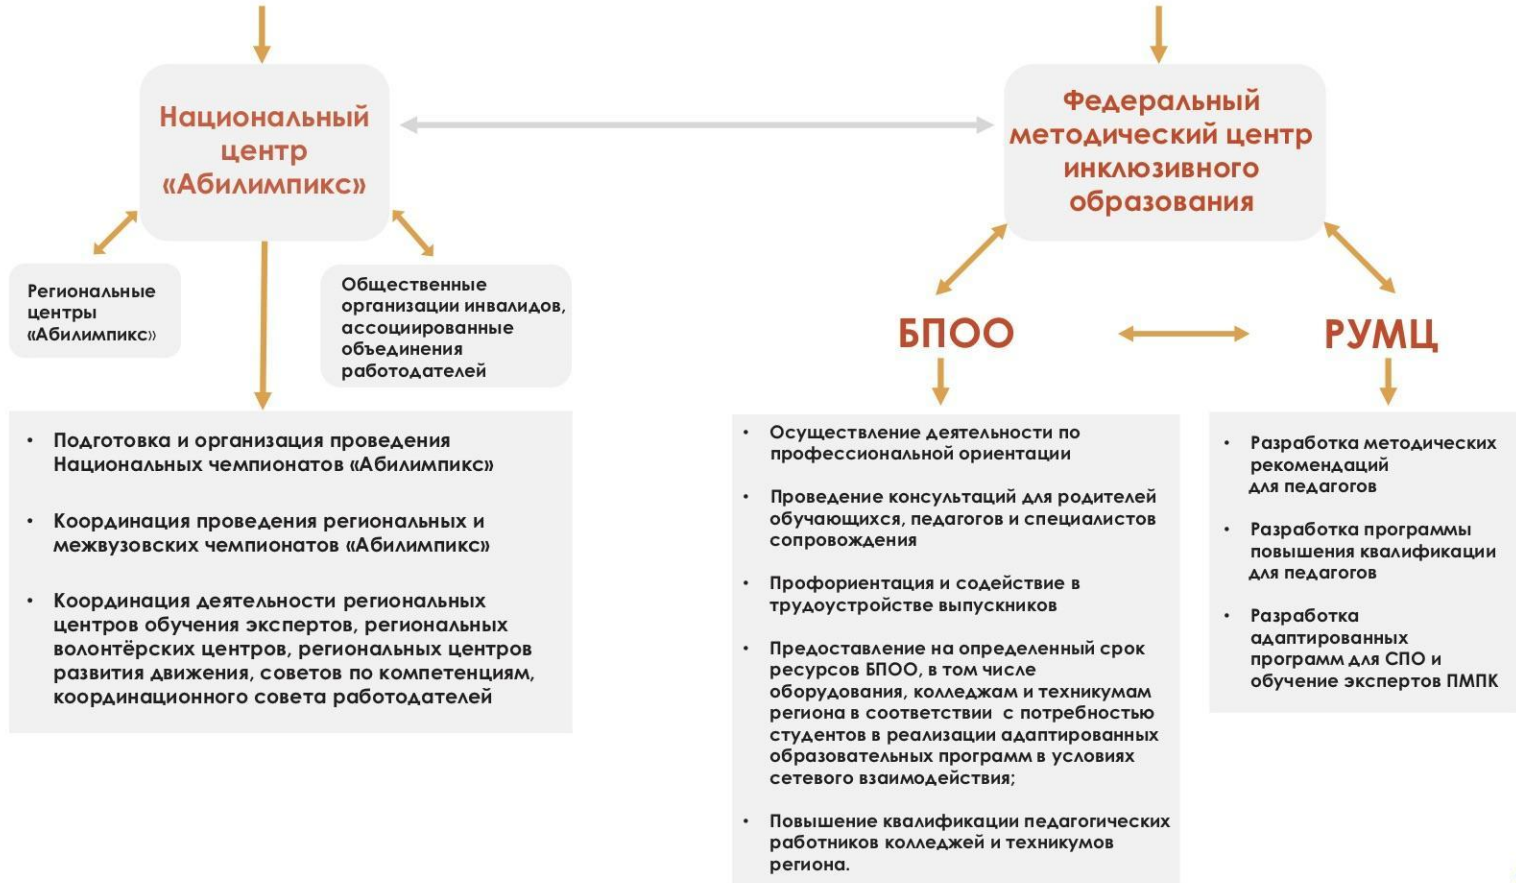 Национальный
центр
«Абилимпикс»
Федеральный
методический центр
инклюзивного
образования
Региональные
центры
«Абилимпикс»
Общественные
организации инвалидов,
ассоциированные
объединения
работодателей
БПОО
РУМЦ
• Подготовка и организация проведения
Национальных чемпионатов «Абилимпикс»
• Координация проведения региональных и
межвузовских чемпионатов «Абилимпикс»
• Координация деятельности региональных
центров обучения экспертов, региональных
волонтёрских центров, региональных центров
развития движения, советов по компетенциям,
координационного совета работодателей
• Осуществление деятельности по
профессиональной ориентации
• Проведение консультаций для родителей
обучающихся, педагогов и специалистов
сопровождения
• Профориентация и содействие в
трудоустройстве выпускников
• Предоставление на определенный срок
ресурсов БПОО, в том числе
оборудования, колледжам и техникумам
региона в соответствии с потребностью
студентов в реализации адаптированных
образовательных программ в условиях
сетевого взаимодействия;
• Повышение квалификации педагогических
работников колледжей и техникумов
региона.
• Разработка методических
рекомендаций
для педагогов
• Разработка программы
повышения квалификации
для педагогов
• Разработка
адаптированных
программ для СПО и
обучение экспертов ПМПК